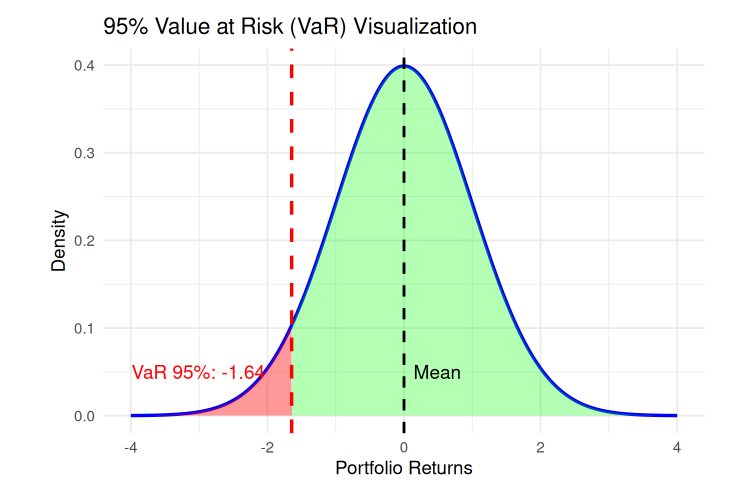 95% Value at Risk (VaR) Visualization
Density
0.4
0.3
0.2
0.1
0.0
VaR 95%: -1.64
Mean
-4
-2
0
2
4
Portfolio Returns